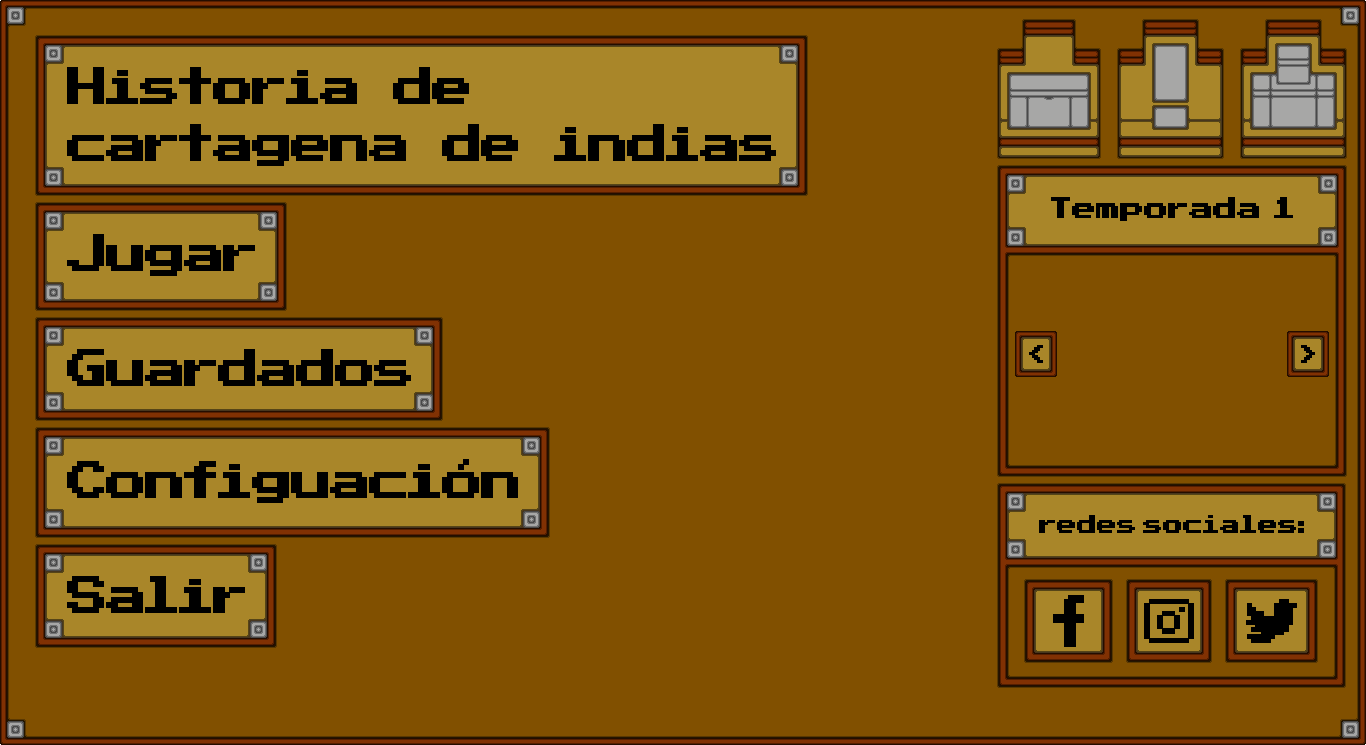 Historia de
cartagena de indias
Jugar
Guardados
Configuación
Salir
Temporada 1
< >
redes sociales: